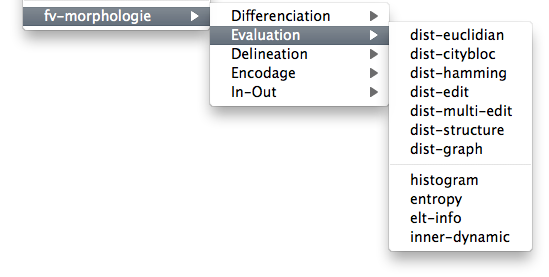 fv-morphologie
Differenciation
Evaluation
Delineation
Encodage
In-Out
dist-euclidian
dist-citybloc
dist-hamming
dist-edit
dist-multi-edit
dist-structure
dist-graph
histogram
entropy
elt-info
inner-dynamic